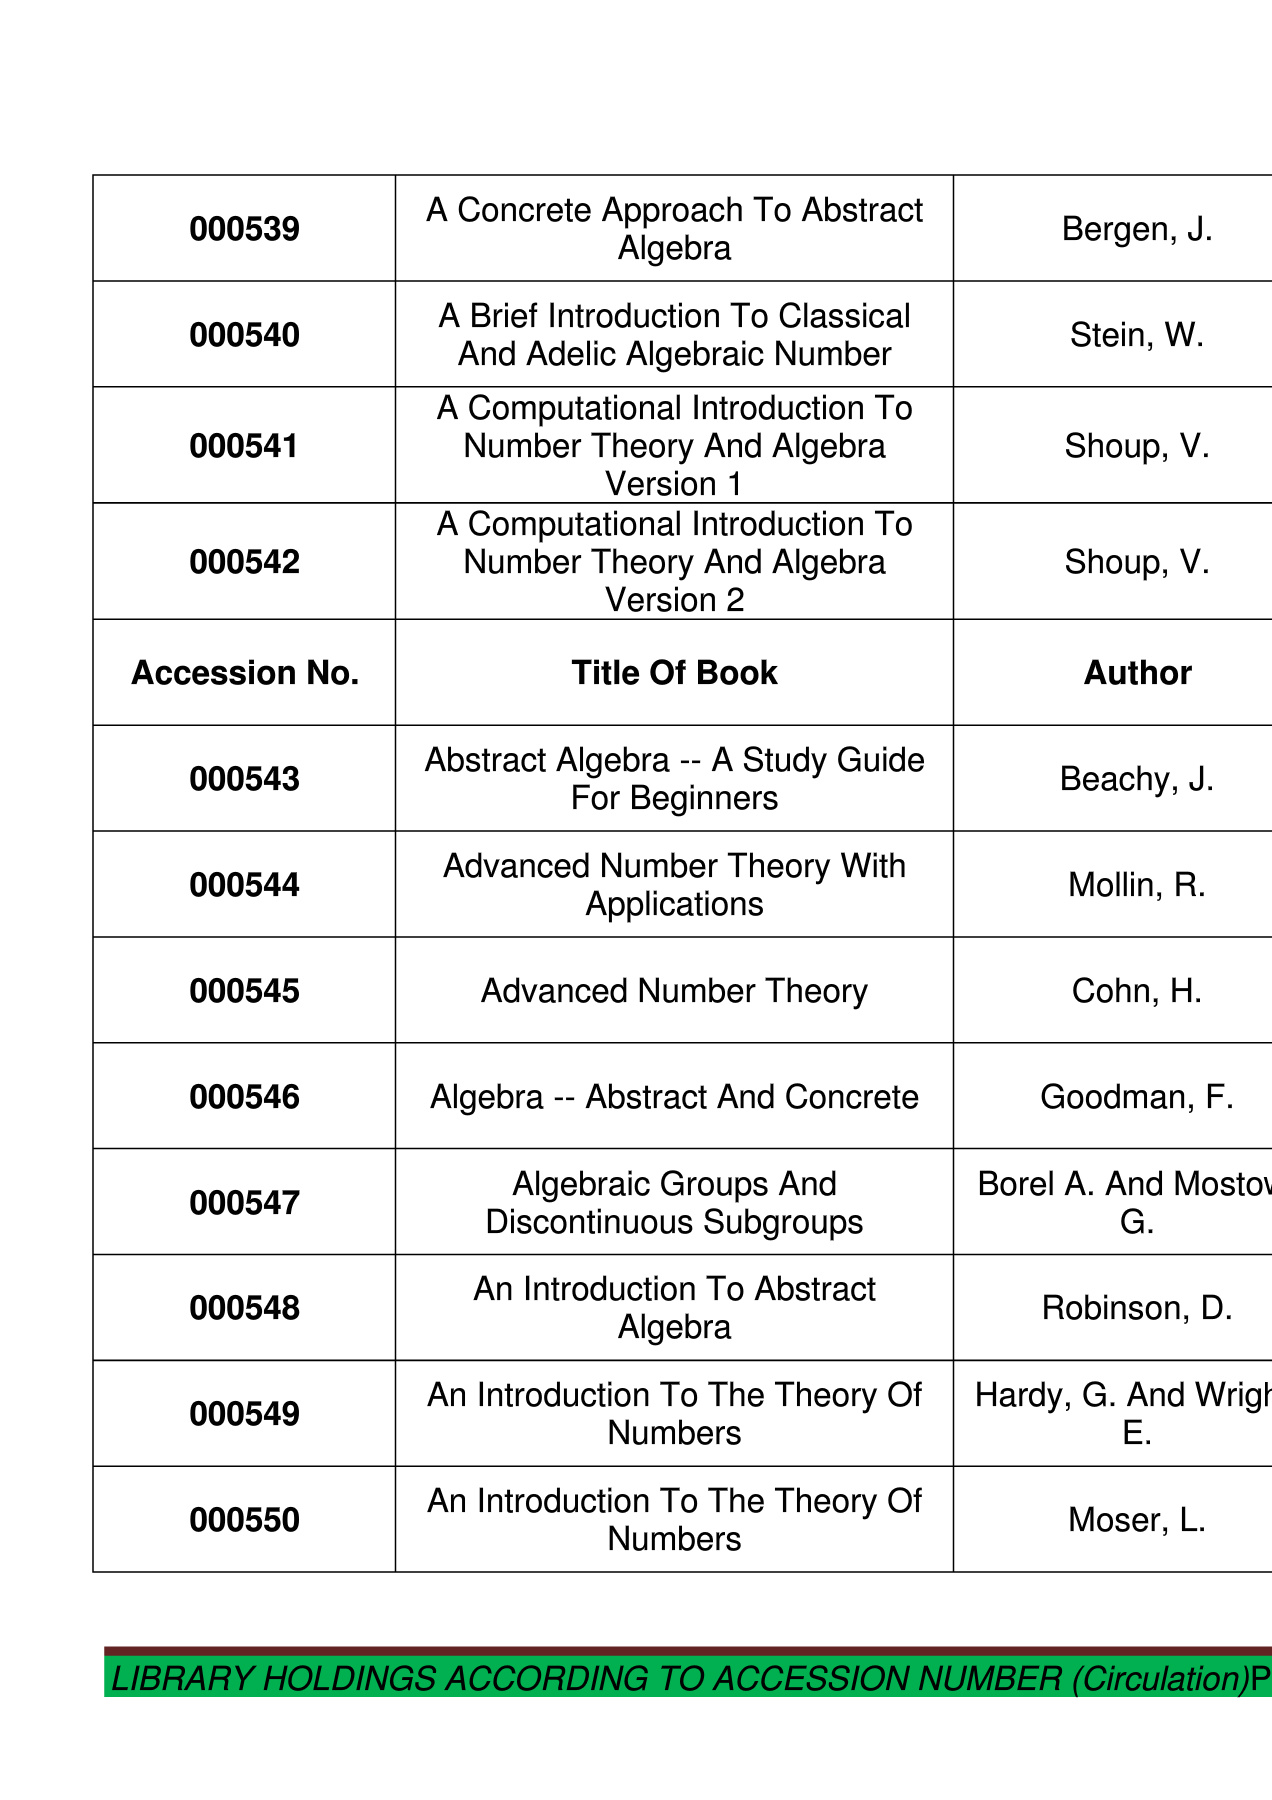 000539
A Concrete Approach To Abstract
Algebra
Bergen, J.
000540
A Brief Introduction To Classical
And Adelic Algebraic Number
Stein, W.
000541
A Computational Introduction To
Number Theory And Algebra
Version 1
Shoup, V.
000542
A Computational Introduction To
Number Theory And Algebra
Version 2
Shoup, V.
Accession No.
Title Of Book
Author
000543
Abstract Algebra -- A Study Guide
For Beginners
Beachy, J.
000544
Advanced Number Theory With
Applications
Mollin, R.
000545
Advanced Number Theory
Cohn, H.
000546
Algebra -- Abstract And Concrete
Goodman, F.
000547
Algebraic Groups And
Discontinuous Subgroups
Borel A. And Mostow
G.
000548
An Introduction To Abstract
Algebra
Robinson, D.
000549
An Introduction To The Theory Of
Numbers
Hardy, G. And Wrigh
E.
000550
An Introduction To The Theory Of
Numbers
Moser, L.
LIBRARY HOLDINGS ACCORDING TO ACCESSION NUMBER (Circulation)P